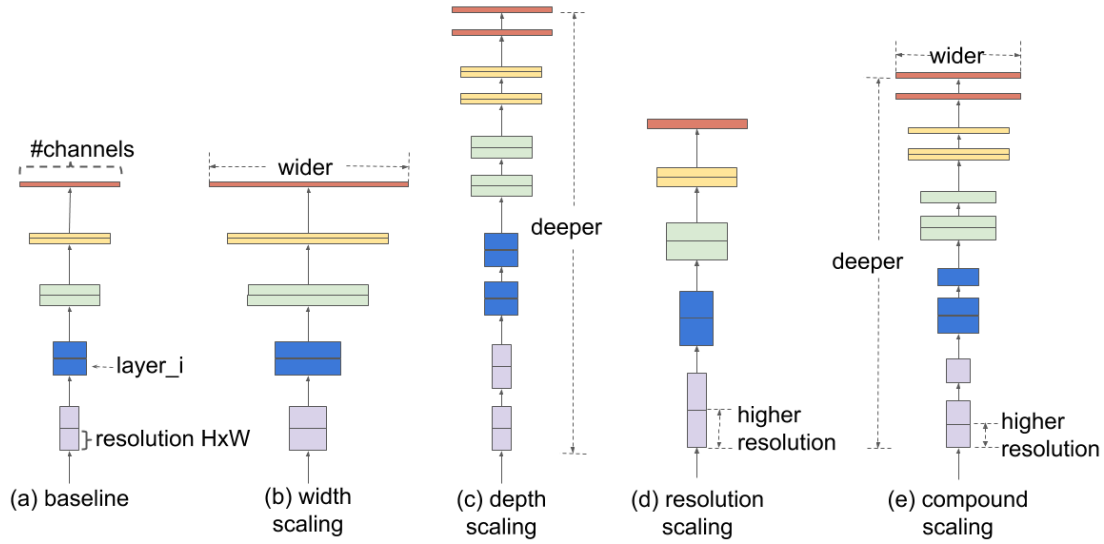 #channels
layer_i
resolution HxW
(a) baseline
wider
(b) width
scaling
deeper
(c) depth
scaling
higher
resolution
(d) resolution
scaling
wider
deeper
higher
resolution
(e) compound
scaling